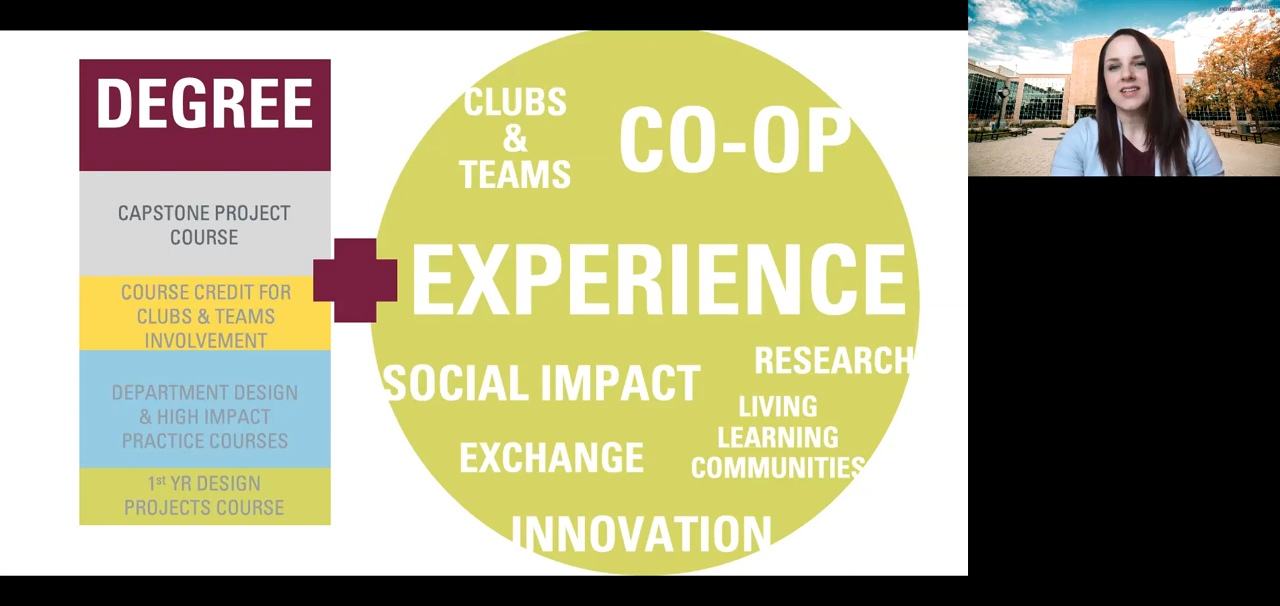 DEGREE
CAPSTONE PROJECT
COURSE
COURSE CREDIT FOR
CLUBS & TEAMS
INVOLVEMENT
DEPARTMENT DESIGN
& HIGH IMPACT
PRACTICE COURSES
1st YR DESIGN
PROJECTS COURSE
CLUBS
&
TEAMS
CO-OP
EXPERIENCE
SOCIAL IMPACT
RESEARCH
LIVING
LEARNING
COMMUNITIES
EXCHANGE
INNOVATION